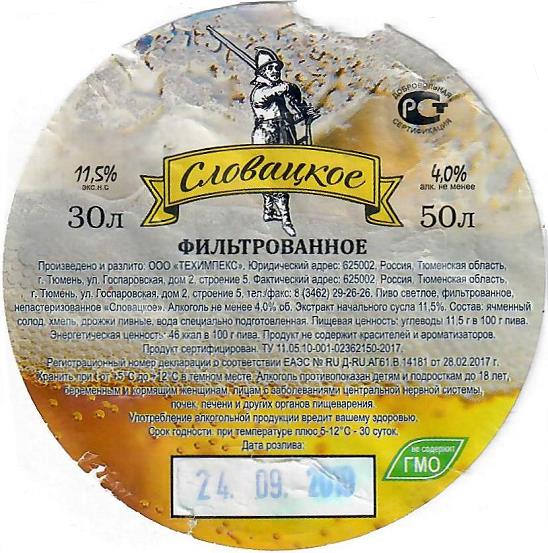 ДОБРОВОЛЬНАЯ
РСТ
СЕРТИФИКАЦИЯ
11,5%
экс.н.с
Словацкое
4,0%
алк. не менее
30л
50л
ФИЛЬТРОВАННОЕ
Произведено и разлито: ООО «ТЕХИМПЕКС». Юридический адрес: 625002, Россия, Тюменская область,
г. Тюмень, ул. Госпаровская, дом 2, строение 5. Фактический адрес: 625002, Россия, Тюменская область,
г. Тюмень, ул. Госпаровская, дом 2, строение 5, тел./факс: 8 (3462) 29-26-26. Пиво светлое, фильтрованное,
непастеризованное «Словацкое». Алкоголь не менее 4,0% об. Экстракт начального сусла 11,5%. Состав: ячменный
солод, хмель, дрожжи пивные, вода специально подготовленная. Пищевая ценность: углеводы 11,5 г в 100 г пива.
Энергетическая ценность: 46 ккал в 100 г пива. Продукт не содержит красителей и ароматизаторов.
Продукт сертифицирован. ТУ 11.05.10-001-02362150-2017.
Регистрационный номер декларации о соответствии ЕАЭС № RU Д-RU.АТ61.В.14181 от 28.02.2017 г.
Хранить при t от +5°С до +12°С в темном месте. Алкоголь противопоказан детям и подросткам до 18 лет,
беременным и кормящим женщинам, лицам с заболеваниями центральной нервной системы,
почек, печени и других органов пищеварения.
Употребление алкогольной продукции вредит вашему здоровью.
Срок годности: при температуре плюс 5-12°С - 30 суток.
Дата розлива:
не содержит
ГМО
24. 09. 2019